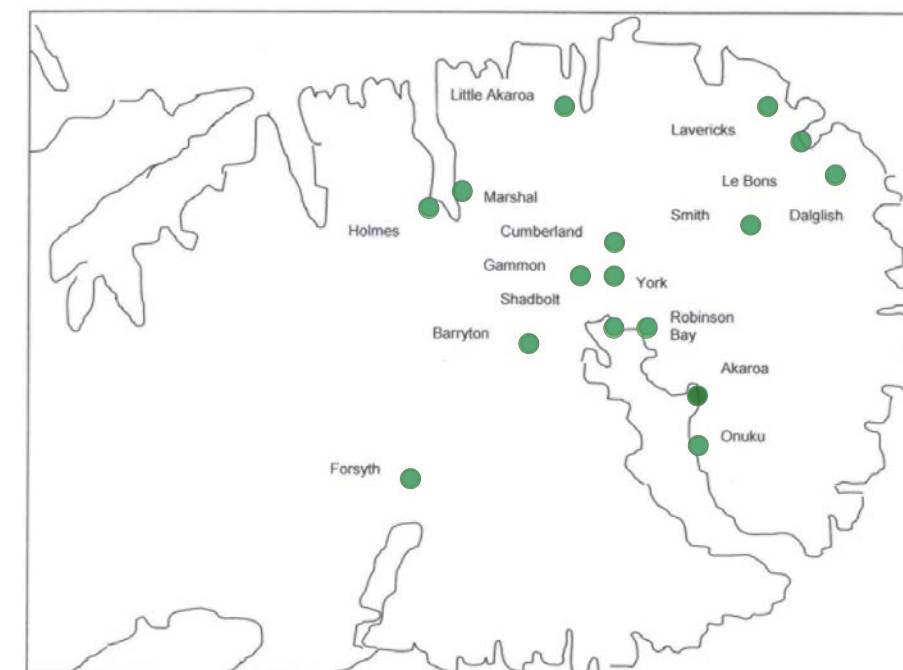 Little Akaroa
Lavericks
Le Bons
Marshal
Smith
Dalglish
Holmes
Cumberland
Gammon
York
Shadbolt
Robinson
Bay
Barryton
Akaroa
Onuku
Forsyth